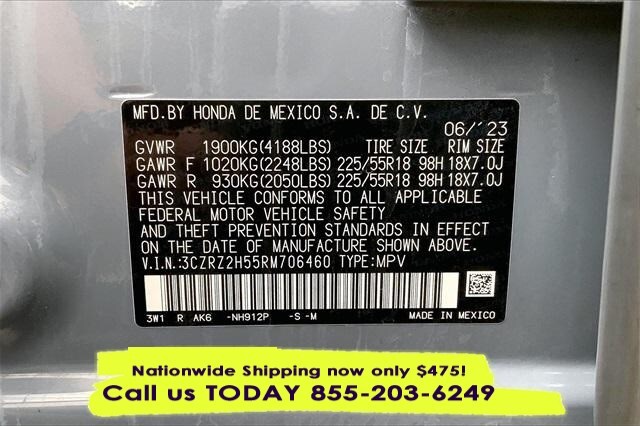 MFD.BY HONDA DE MEXICO S.A. DE C.V.
06/'23
GVWR 1900KG(4188LBS) TIRE SIZE RIM SIZE
GAWR F 1020KG(2248LBS) 225/55R18 98H 18X7.0J
GAWR R 930KG(2050LBS) 225/55R18 98H 18X7.0J
THIS VEHICLE CONFORMS TO ALL APPLICABLE
FEDERAL MOTOR VEHICLE SAFETY
AND THEFT PREVENTION STANDARDS IN EFFECT
ON THE DATE OF MANUFACTURE SHOWN ABOVE.
V.I.N.:3CZRZ2H55RM706460 TYPE:MPV
3W1 R AK6 -NH912P -S-M MADE IN MEXICO
Nationwide Shipping now only $475!
Call us TODAY 855-203-6249